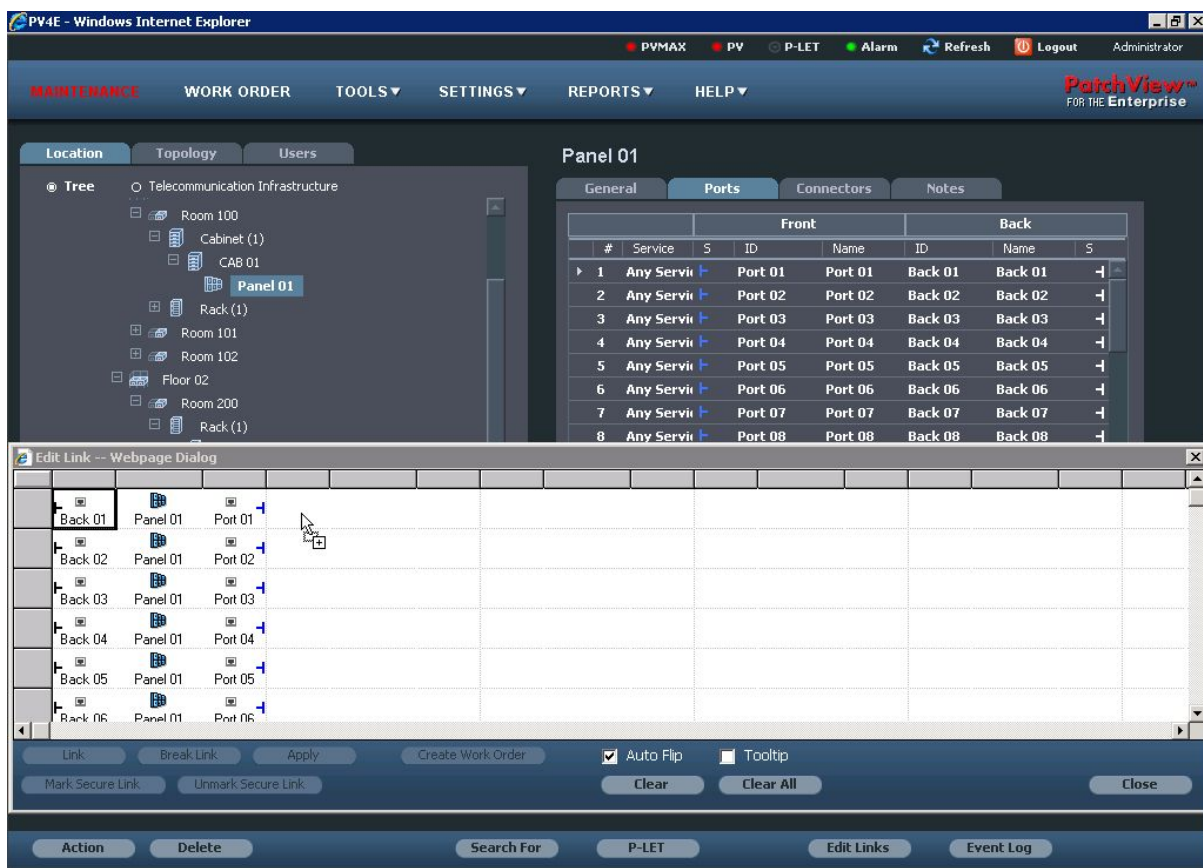 PV4E - Windows Internet Explorer
PVMAX PV P-LET Alarm Refresh Logout Administrator
MAINTENANCE WORK ORDER TOOLS SETTINGS REPORTS HELP
PatchView™
FOR THE Enterprise
Location Topology Users
Tree Telecommunication Infrastructure
Room 100
Cabinet (1)
CAB 01
Panel 01
Rack (1)
Room 101
Room 102
Floor 02
Room 200
Rack (1)
Panel 01
General Ports Connectors Notes
Front Back
# Service S ID Name ID Name S
1 Any Servi Port 01 Port 01 Back 01 Back 01
2 Any Servi Port 02 Port 02 Back 02 Back 02
3 Any Servi Port 03 Port 03 Back 03 Back 03
4 Any Servi Port 04 Port 04 Back 04 Back 04
5 Any Servi Port 05 Port 05 Back 05 Back 05
6 Any Servi Port 06 Port 06 Back 06 Back 06
7 Any Servi Port 07 Port 07 Back 07 Back 07
8 Any Servi Port 08 Port 08 Back 08 Back 08
Edit Link -- Webpage Dialog
Back 01 Panel 01 Port 01
Back 02 Panel 01 Port 02
Back 03 Panel 01 Port 03
Back 04 Panel 01 Port 04
Back 05 Panel 01 Port 05
Back 06 Panel 01 Port 06
Link Break Link Apply Create Work Order Auto Flip Tooltip
Mark Secure Link Unmark Secure Link Clear Clear All Close
Action Delete Search For P-LET Edit Links Event Log